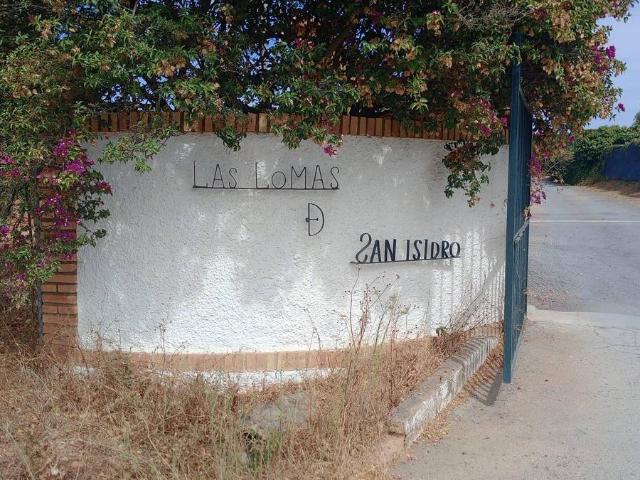 LAS LOMAS
DE
SAN ISIDRO